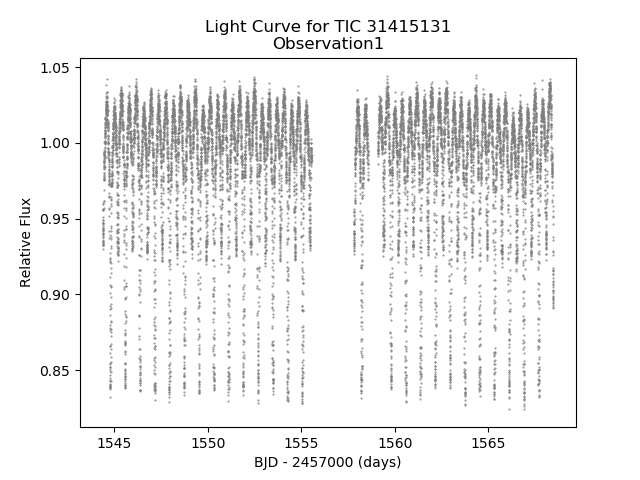 Light Curve for TIC 31415131
Observation1
1.05
1.00
0.95
0.90
0.85
Relative Flux
1545 1550 1555 1560 1565
BJD - 2457000 (days)